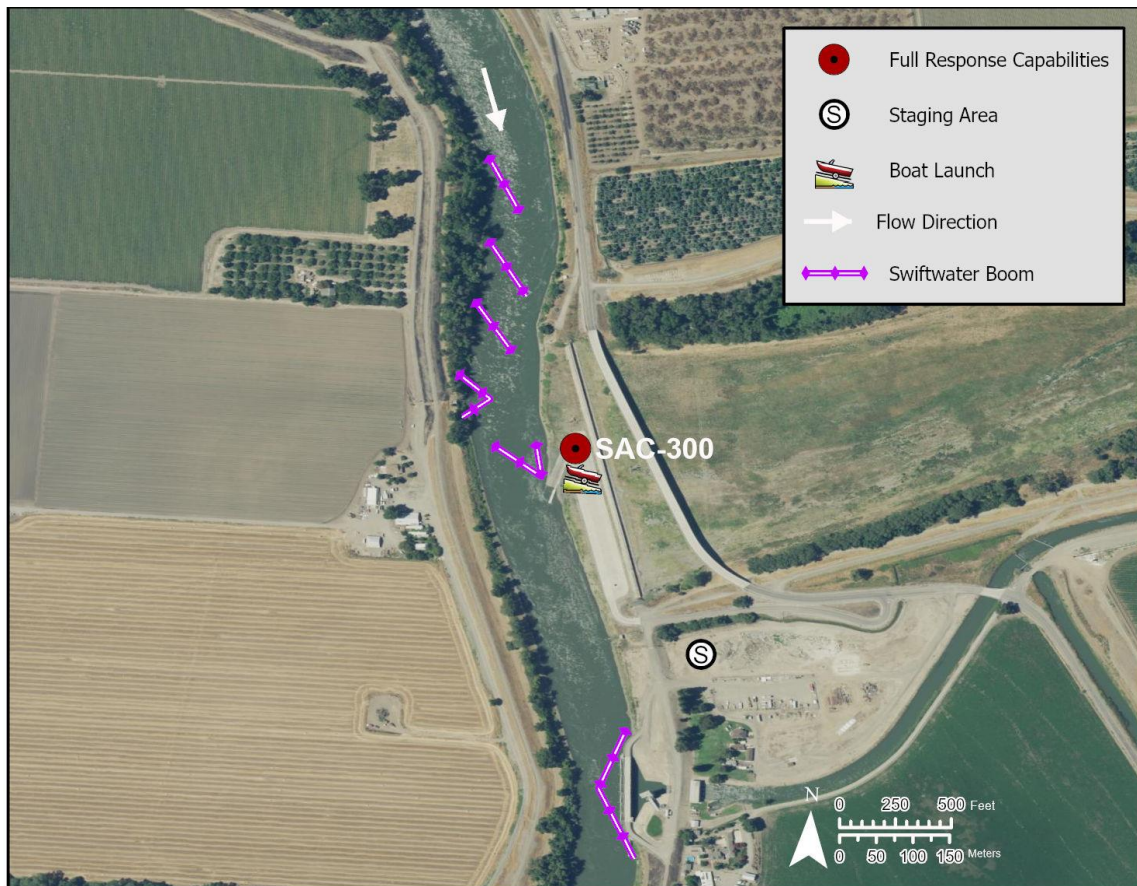 Full Response Capabilities
S
Staging Area
Boat Launch
Flow Direction
Swiftwater Boom
SAC-300
S
N
0 250 500 Feet
0 50 100 150 Meters